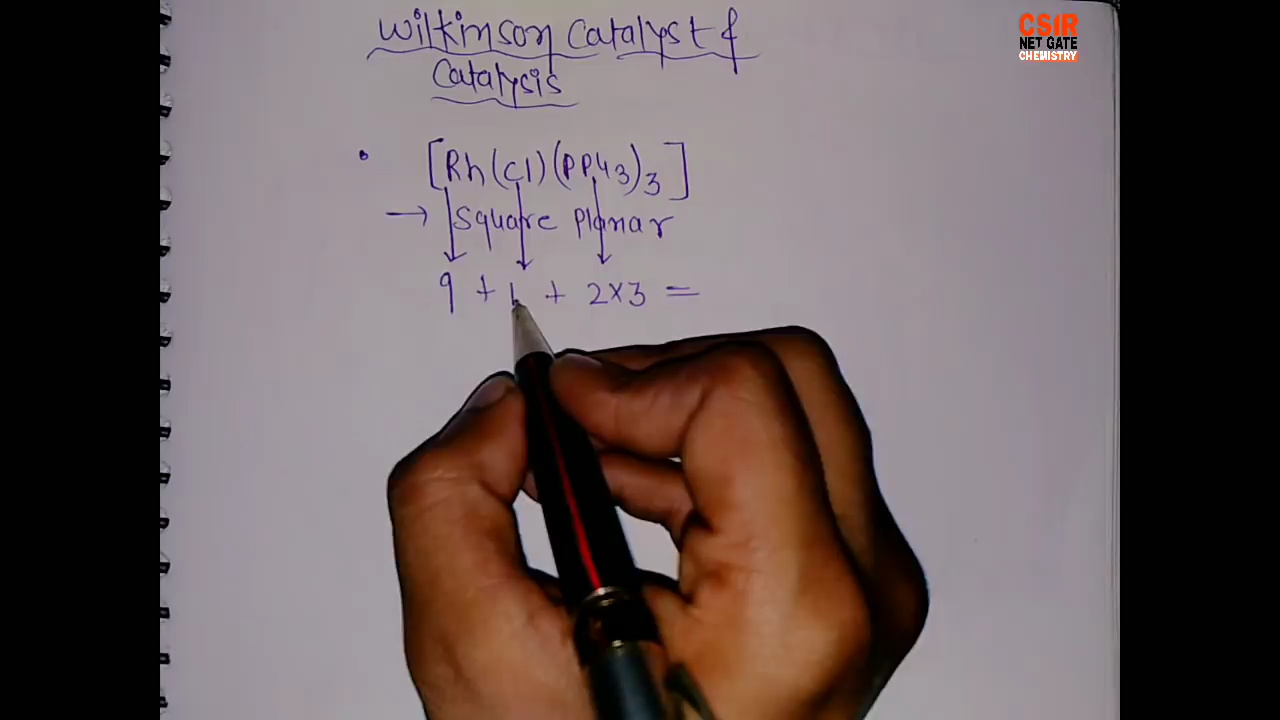 Wilkinson Catalyst &
Catalysis
CSIR
NET GATE
CHEMISTRY
• [Rh(Cl)(PPh3)3]
→ Square Planar
9 + 1 + 2×3 =